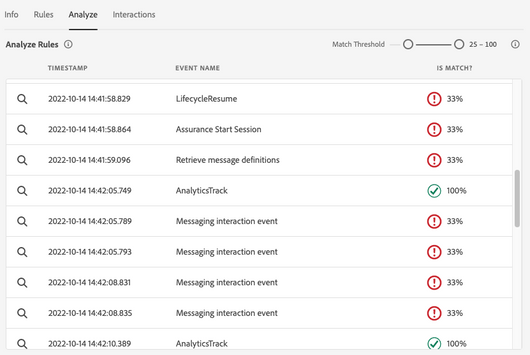 Info Rules Analyze Interactions
Analyze Rules Match Threshold 25 – 100
TIMESTAMP EVENT NAME IS MATCH?
2022-10-14 14:41:58.829 LifecycleResume 33%
2022-10-14 14:41:58.864 Assurance Start Session 33%
2022-10-14 14:41:59.096 Retrieve message definitions 33%
2022-10-14 14:42:05.749 AnalyticsTrack 100%
2022-10-14 14:42:05.789 Messaging interaction event 33%
2022-10-14 14:42:05.793 Messaging interaction event 33%
2022-10-14 14:42:08.831 Messaging interaction event 33%
2022-10-14 14:42:08.835 Messaging interaction event 33%
2022-10-14 14:42:10.389 AnalyticsTrack 100%